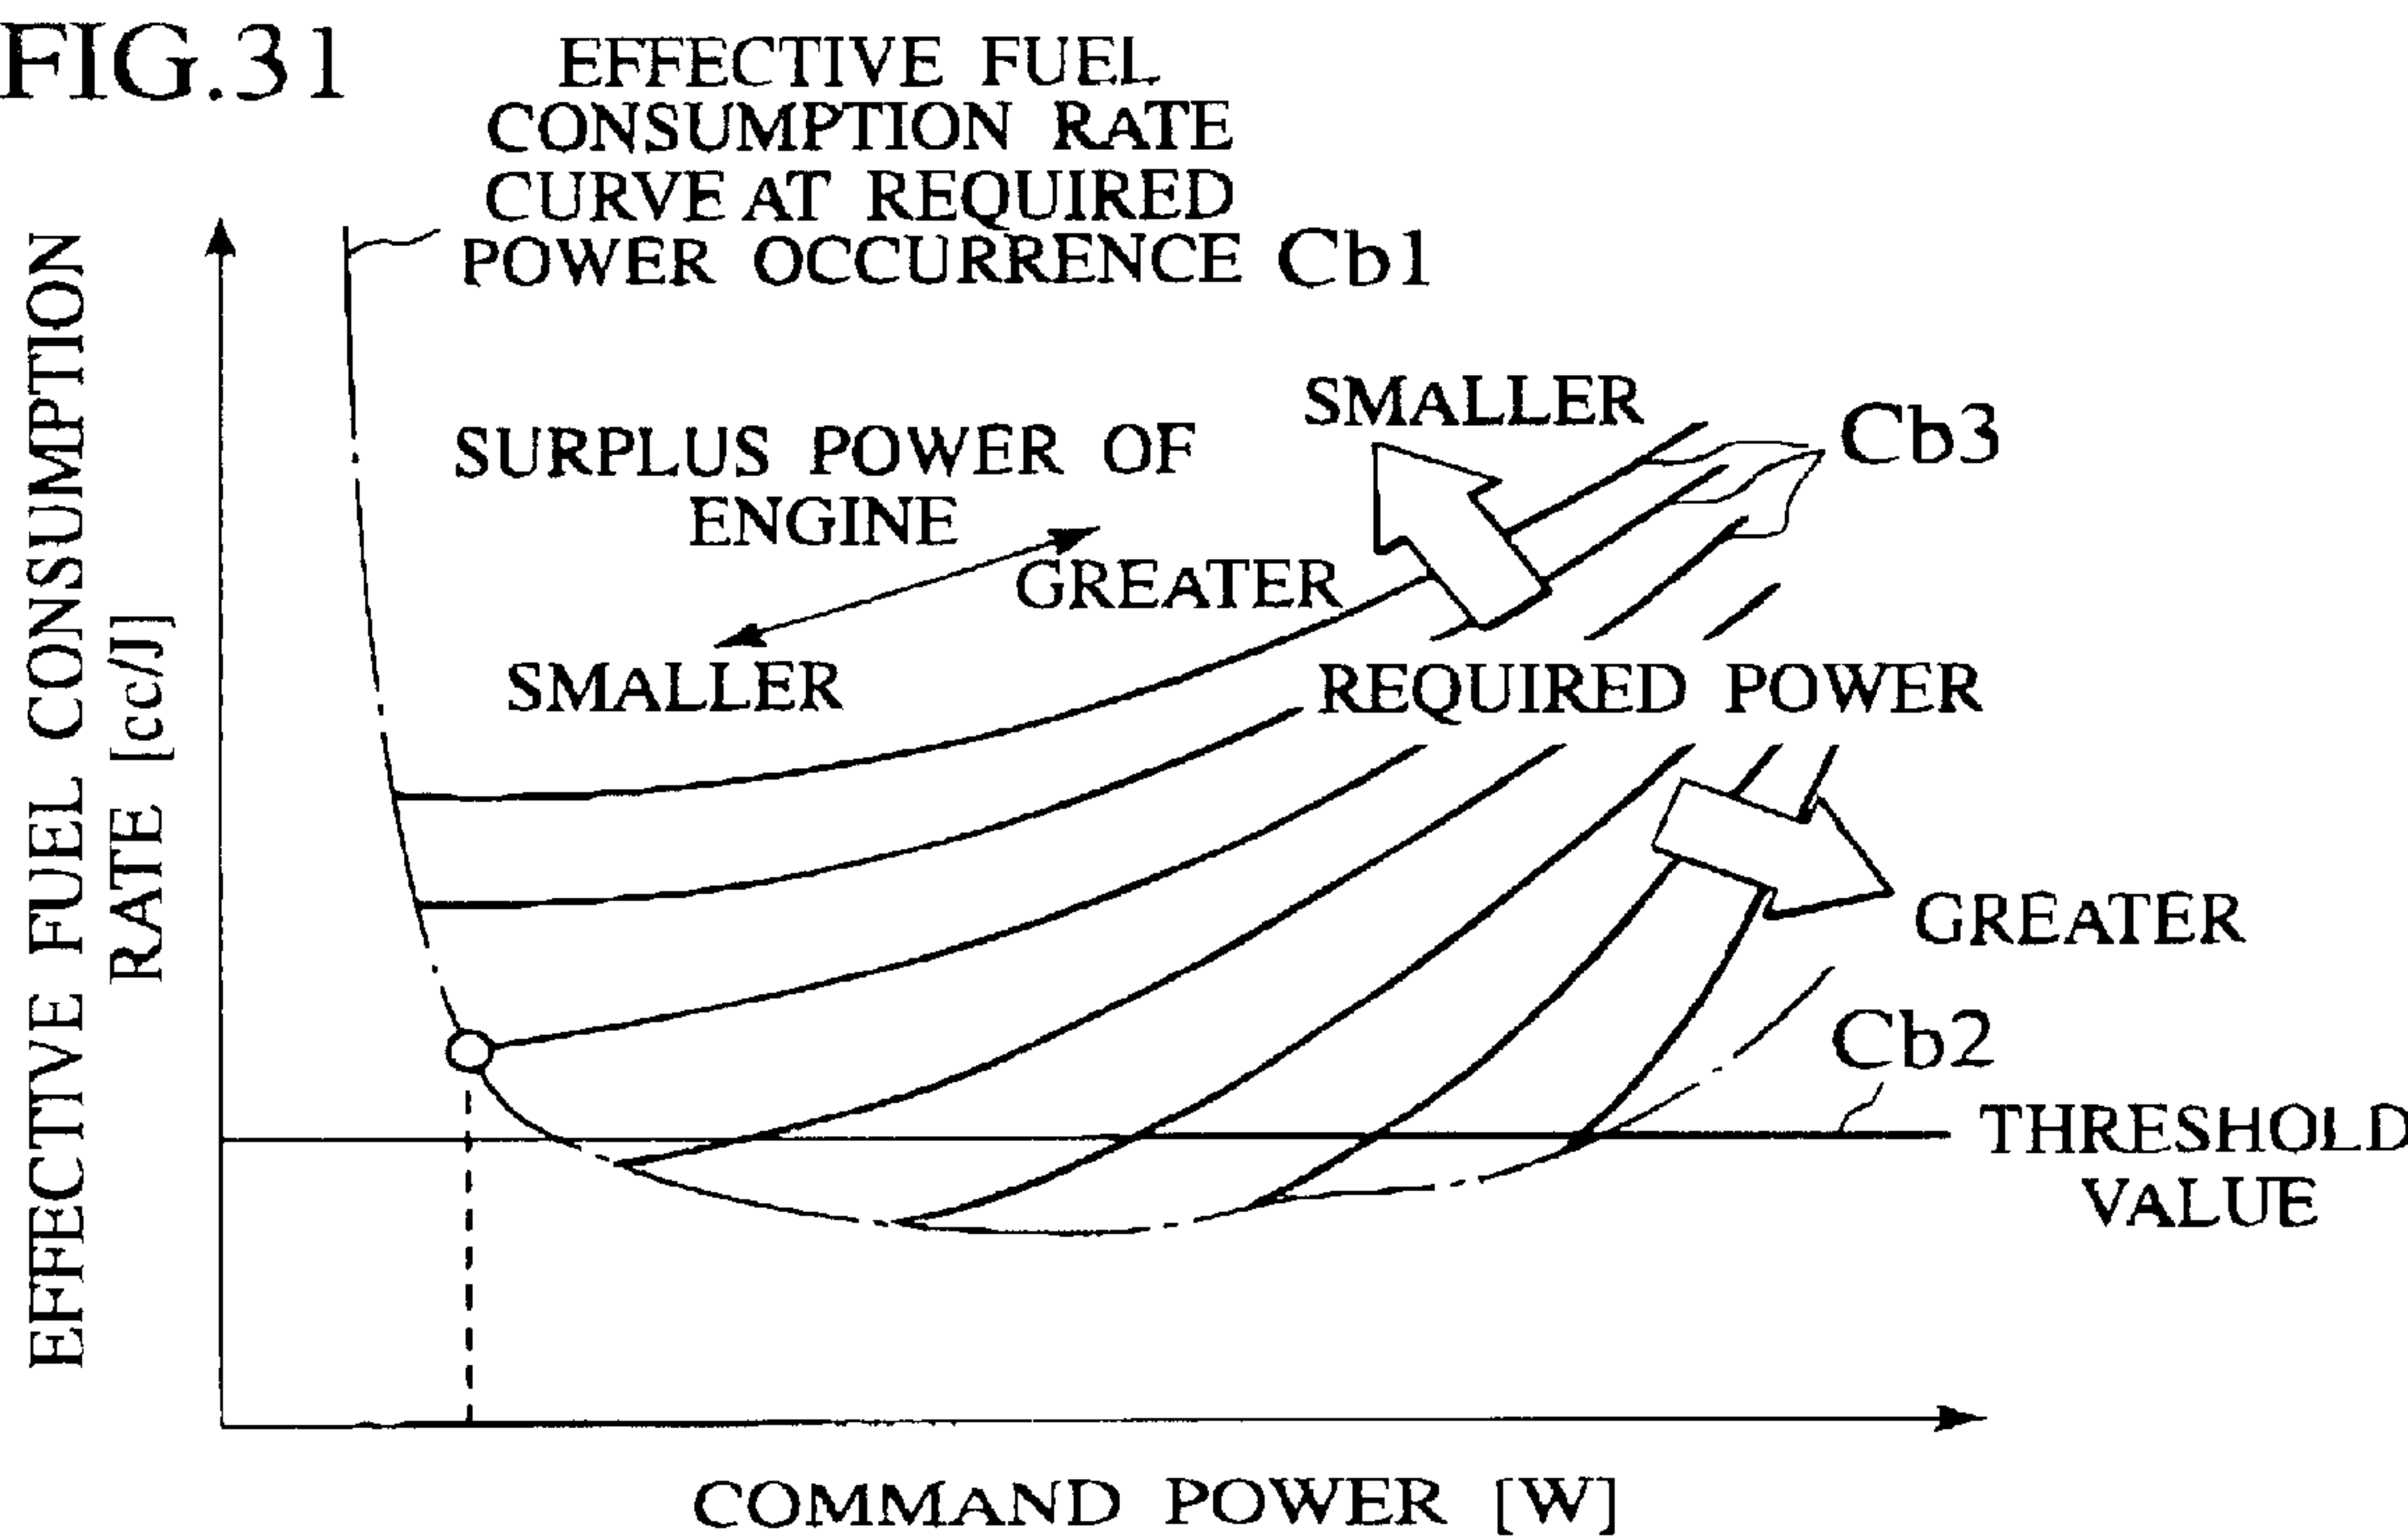 FIG.31
EFFECTIVE FUEL
CONSUMPTION RATE
CURVE AT REQUIRED
POWER OCCURRENCE Cb1
EFFECTIVE FUEL CONSUMPTION
RATE [cc/J]
SURPLUS POWER OF
ENGINE
GREATER
SMALLER
SMALLER
Cb3
REQUIRED POWER
GREATER
Cb2
THRESHOLD
VALUE
COMMAND POWER [W]